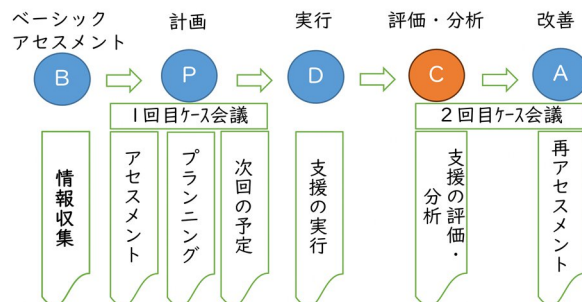 ベーシック
アセスメント
計画
実行
評価・分析
改善
B
P
D
C
A
1回目ケース会議
2回目ケース会議
情報収集
アセスメント
プランニング
次回の予定
支援の実行
支援の評価・
分析
再アセスメント